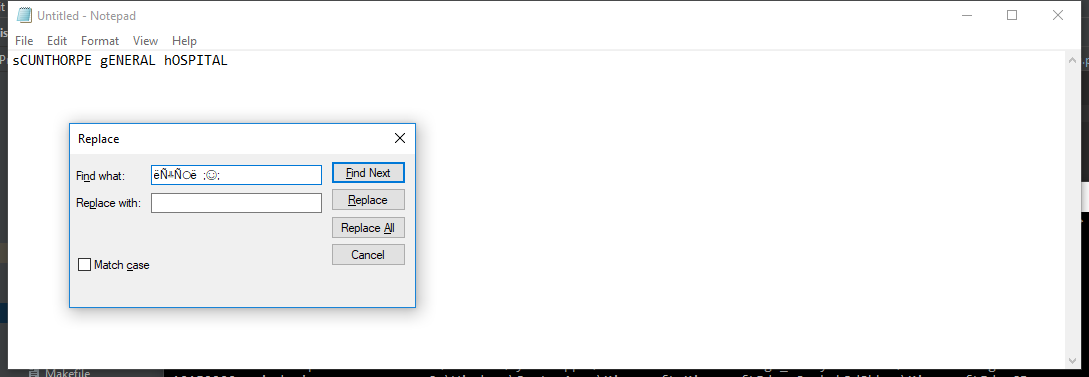 Untitled - Notepad
File Edit Format View Help
sCUNTHORPE gENERAL hOSPITAL
Replace
Find what:
ëÑ╩Ñ○ë ;☺;
Find Next
Replace with:
Replace
Replace All
Cancel
Match case
Makefile